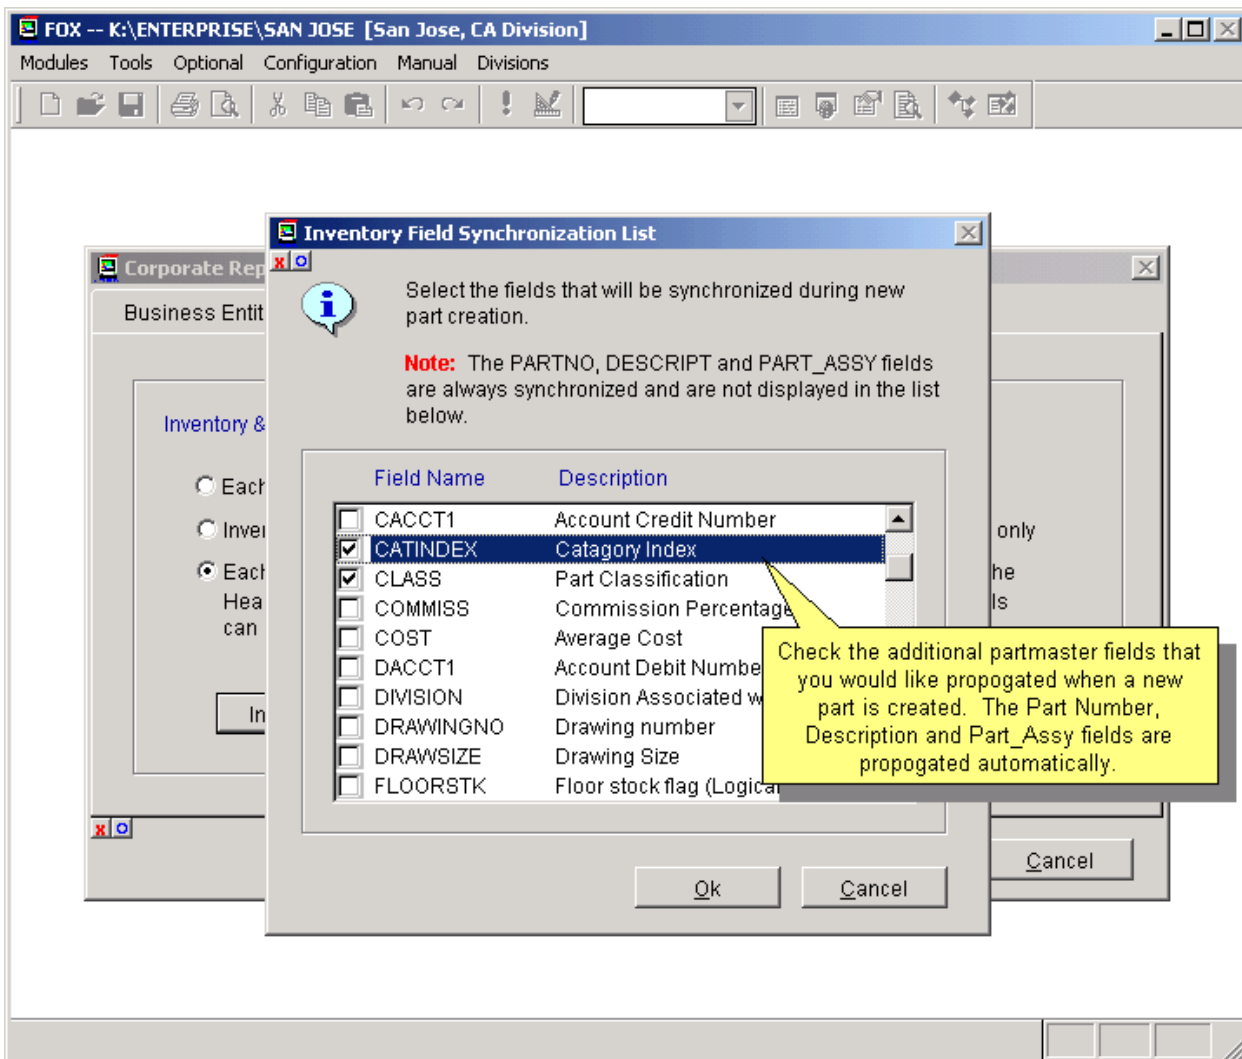 FOX -- K:\ENTERPRISE\SAN JOSE [San Jose, CA Division]
Modules Tools Optional Configuration Manual Divisions
Inventory Field Synchronization List
Corporate Rep
Business Entit
Select the fields that will be synchronized during new
part creation.
Note: The PARTNO, DESCRIPT and PART_ASSY fields
are always synchronized and are not displayed in the list
below.
Inventory &
Each
Inver
only
Each
he
Hea
ls
can
In
Field Name Description
CACCT1 Account Credit Number
CATINDEX Catagory Index
CLASS Part Classification
COMMISS Commission Percentage
COST Average Cost
DACCT1 Account Debit Numbe
DIVISION Division Associated w
DRAWINGNO Drawing number
DRAWSIZE Drawing Size
FLOORSTK Floor stock flag (Logical
Check the additional partmaster fields that
you would like propogated when a new
part is created. The Part Number,
Description and Part_Assy fields are
propogated automatically.
Ok Cancel
Cancel